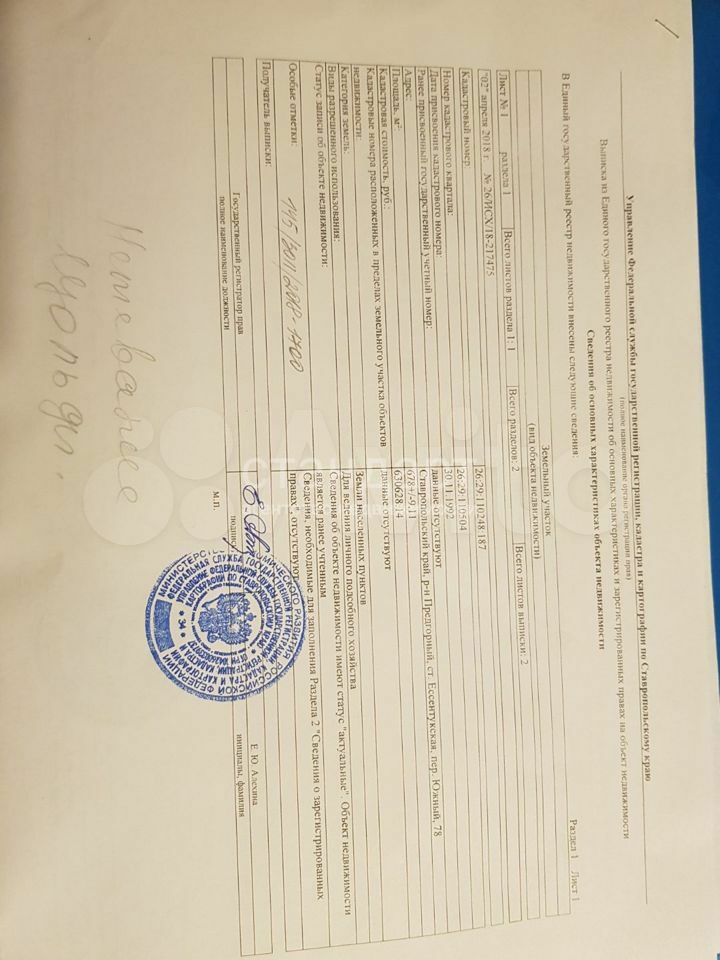 Управление Федеральной службы государственной регистрации, кадастра и картографии по Ставропольскому краю
(полное наименование органа регистрации прав)
Выписка из Единого государственного реестра недвижимости об основных характеристиках и зарегистрированных правах на объект недвижимости
Сведения об основных характеристиках объекта недвижимости
В Единый государственный реестр недвижимости внесены следующие сведения:
Раздел 1 Лист 1
Земельный участок
(вид объекта недвижимости)
Лист № 1 раздела 1 Всего листов раздела 1: 1 Всего разделов: 2 Всего листов выписки: 2
"02" апреля 2018 г. № 26/ИСХ/18-217475
Кадастровый номер: 26:29:110248:187
Номер кадастрового квартала: 26:29:110504
Дата присвоения кадастрового номера: 30.11.1992
Ранее присвоенный государственный учетный номер: данные отсутствуют
Адрес: Ставропольский край, р-н Предгорный, ст. Ессентукская, пер. Южный, 78
Площадь, м²: 678+/-9.11
Кадастровая стоимость, руб.: 630628.14
Кадастровые номера расположенных в пределах земельного участка объектов недвижимости: данные отсутствуют
Категория земель: Земли населенных пунктов
Виды разрешенного использования: Для ведения личного подсобного хозяйства
Статус записи об объекте недвижимости: Сведения об объекте недвижимости имеют статус "актуальные". Объект недвижимости
является ранее учтенным
Особые отметки: Сведения, необходимые для заполнения Раздела 2 "Сведения о зарегистрированных
правах", отсутствуют.
Получатель выписки:
Государственный регистратор прав
полное наименование должности
подпись
Е. Ю. Алехина
инициалы, фамилия
М.П.